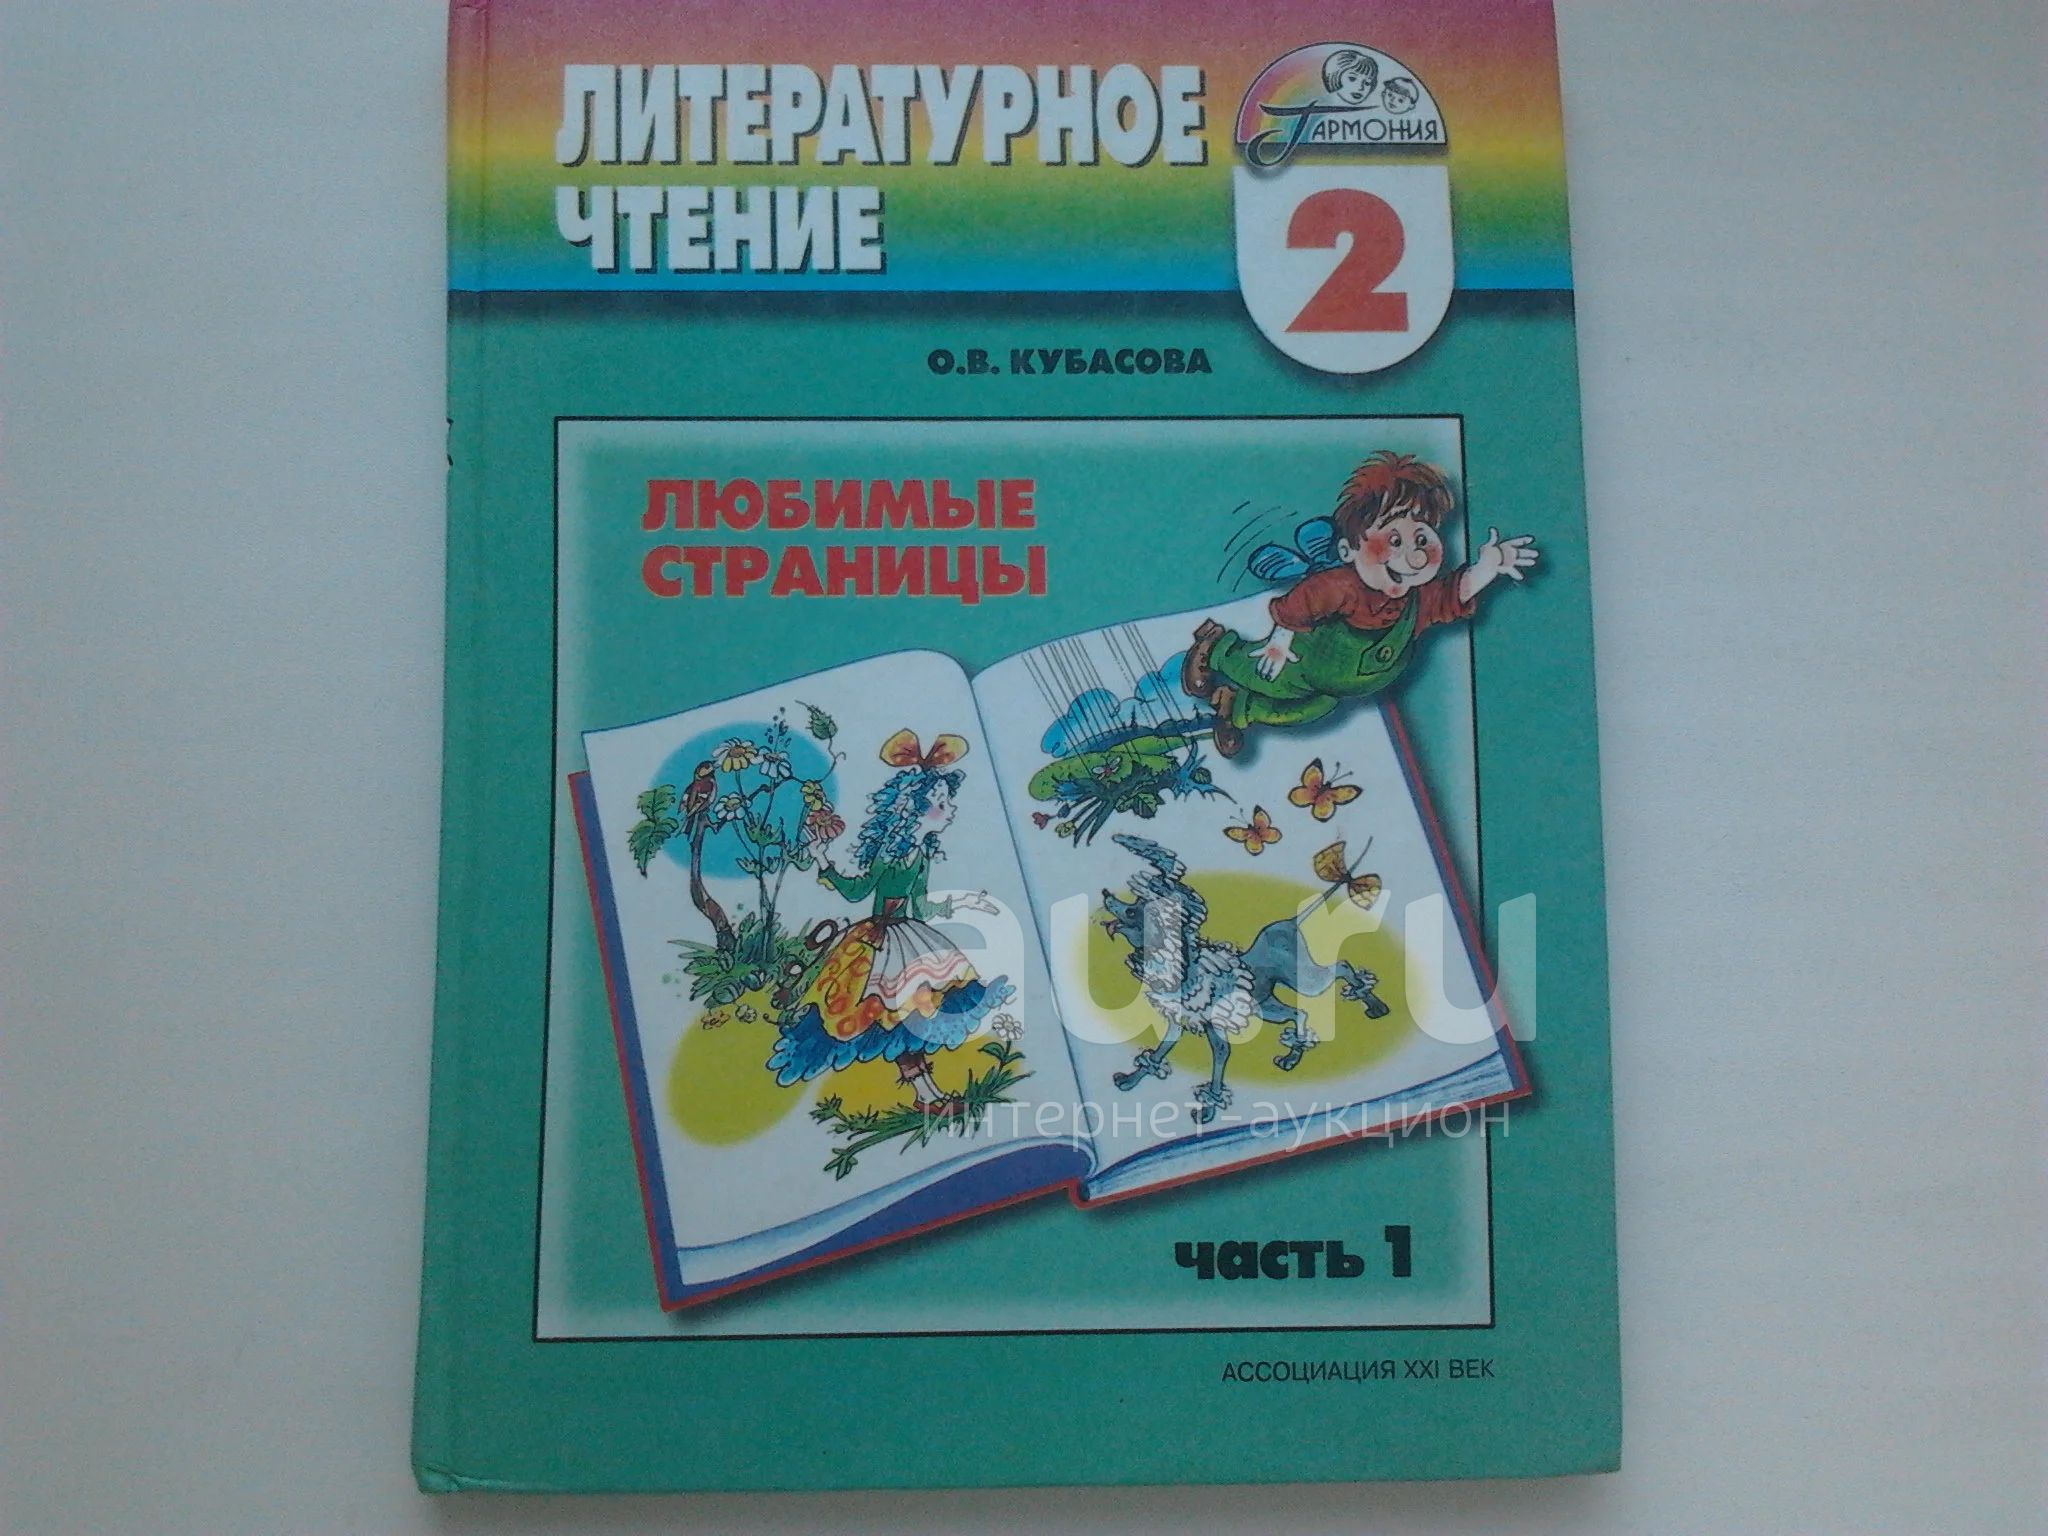 ЛИТЕРАТУРНОЕ
ЧТЕНИЕ
ГАРМОНИЯ
2
О.В. КУБАСОВА
ЛЮБИМЫЕ
СТРАНИЦЫ
au.ru
интернет-аукцион
часть 1
АССОЦИАЦИЯ XXI ВЕК